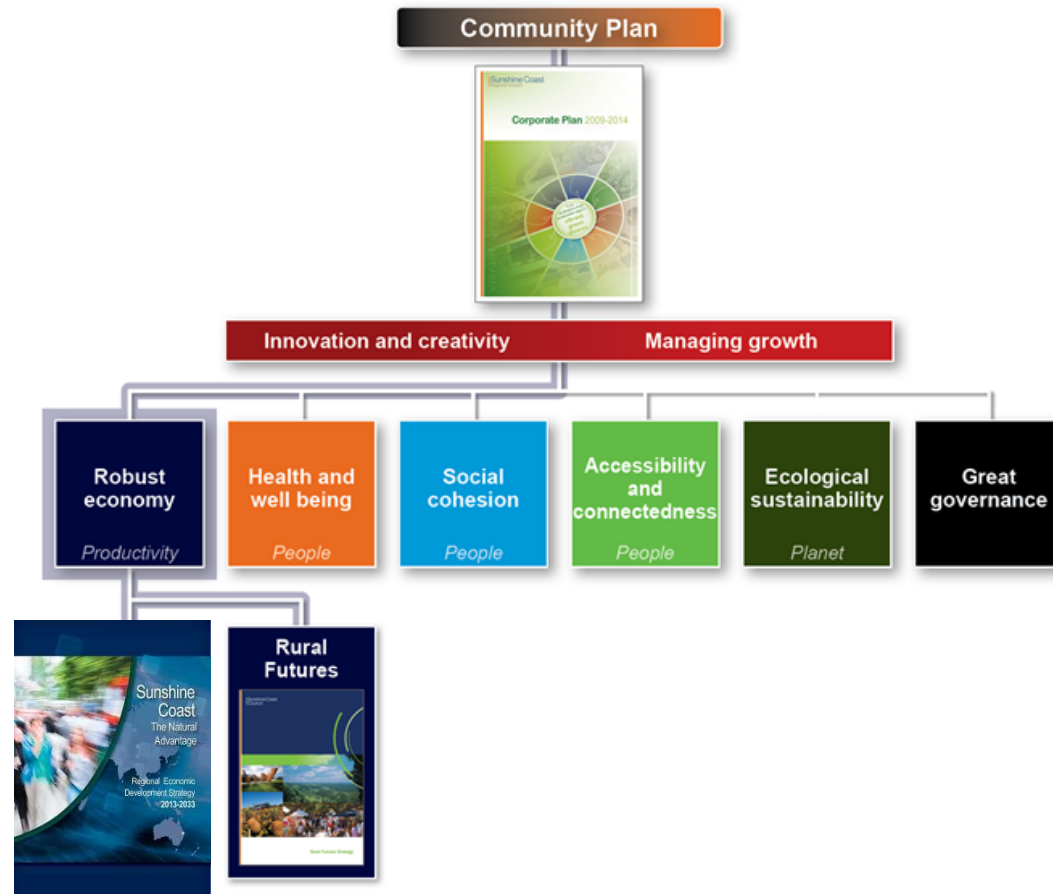 Community Plan
Sunshine Coast
Corporate Plan 2009-2014
Innovation and creativity
Managing growth
Robust
economy
Productivity
Health and
well being
People
Social
cohesion
People
Accessibility
and
connectedness
People
Ecological
sustainability
Planet
Great
governance
Sunshine
Coast
The Natural
Advantage
Regional Economic
Development Strategy
2013-2033
Rural
Futures
Sunshine Coast
Rural Futures Strategy